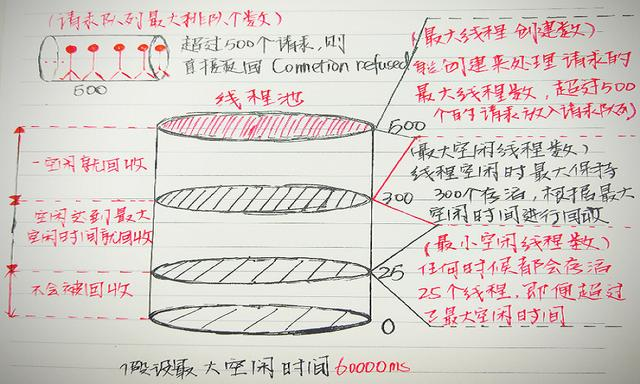 (请求队列最大排队个数)
500
超过500个请求,则
直接返回 Connetion refused
线程池
(最大线程创建数)
能创建来处理请求的
最大线程数,超过500
个的请求放入请求队列)
500
(最大空闲线程数)
线程空闲时最大保持
300个存活,根据最大
空闲时间进行回收
300
(最小空闲线程数)
任何时候都会存活
25个线程,即便超过
了最大空闲时间
25
0
一空闲就回收
空闲达到最大
空闲时间就回收
不会被回收
假设最大空闲时间60000ms